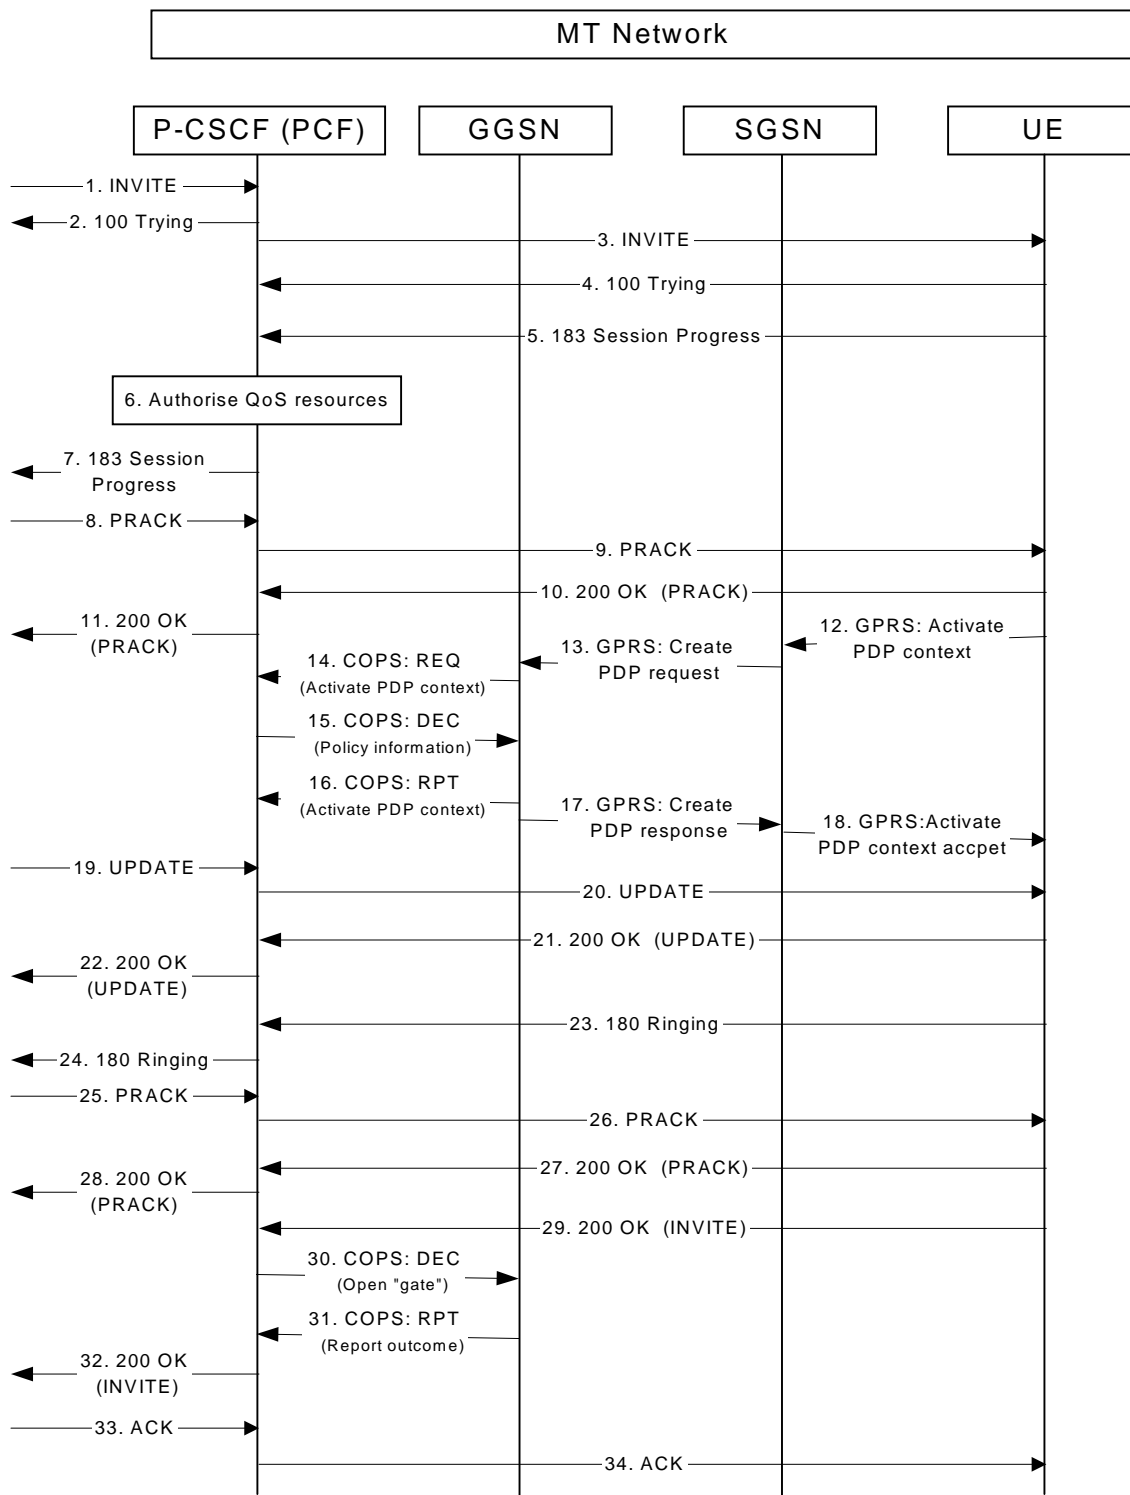 MT Network
P-CSCF (PCF)
GGSN
SGSN
UE
1. INVITE
2. 100 Trying
3. INVITE
4. 100 Trying
5. 183 Session Progress
6. Authorise QoS resources
7. 183 Session
Progress
8. PRACK
9. PRACK
10. 200 OK (PRACK)
11. 200 OK
(PRACK)
12. GPRS: Activate
PDP context
13. GPRS: Create
PDP request
14. COPS: REQ
(Activate PDP context)
15. COPS: DEC
(Policy information)
16. COPS: RPT
(Activate PDP context)
17. GPRS: Create
PDP response
18. GPRS:Activate
PDP context accpet
19. UPDATE
20. UPDATE
21. 200 OK (UPDATE)
22. 200 OK
(UPDATE)
23. 180 Ringing
24. 180 Ringing
25. PRACK
26. PRACK
27. 200 OK (PRACK)
28. 200 OK
(PRACK)
29. 200 OK (INVITE)
30. COPS: DEC
(Open "gate")
31. COPS: RPT
(Report outcome)
32. 200 OK
(INVITE)
33. ACK
34. ACK